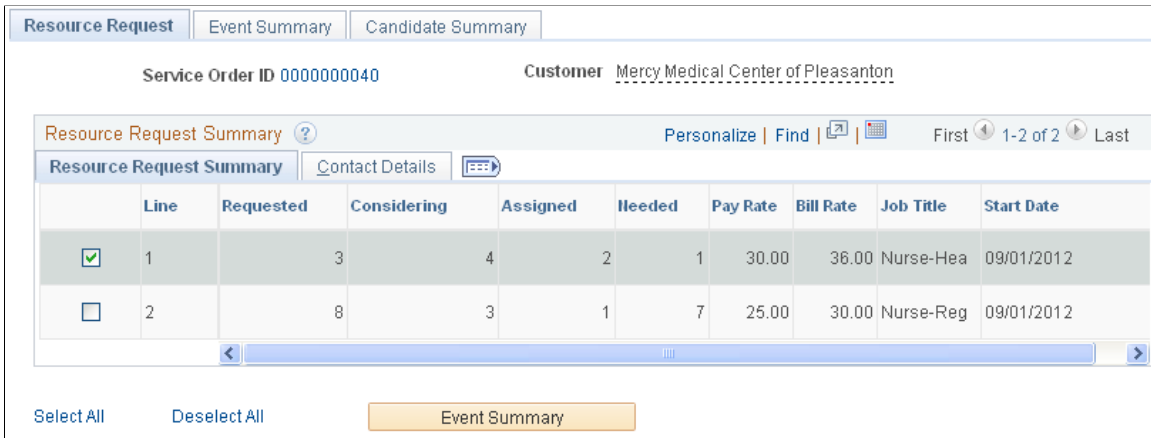 Resource Request Event Summary Candidate Summary
Service Order ID 0000000040 Customer Mercy Medical Center of Pleasanton
Resource Request Summary ? Personalize | Find | | First 1-2 of 2 Last
Resource Request Summary Contact Details
Line Requested Considering Assigned Needed Pay Rate Bill Rate Job Title Start Date
1 3 4 2 1 30.00 36.00 Nurse-Hea 09/01/2012
2 8 3 1 7 25.00 30.00 Nurse-Reg 09/01/2012
Select All Deselect All Event Summary